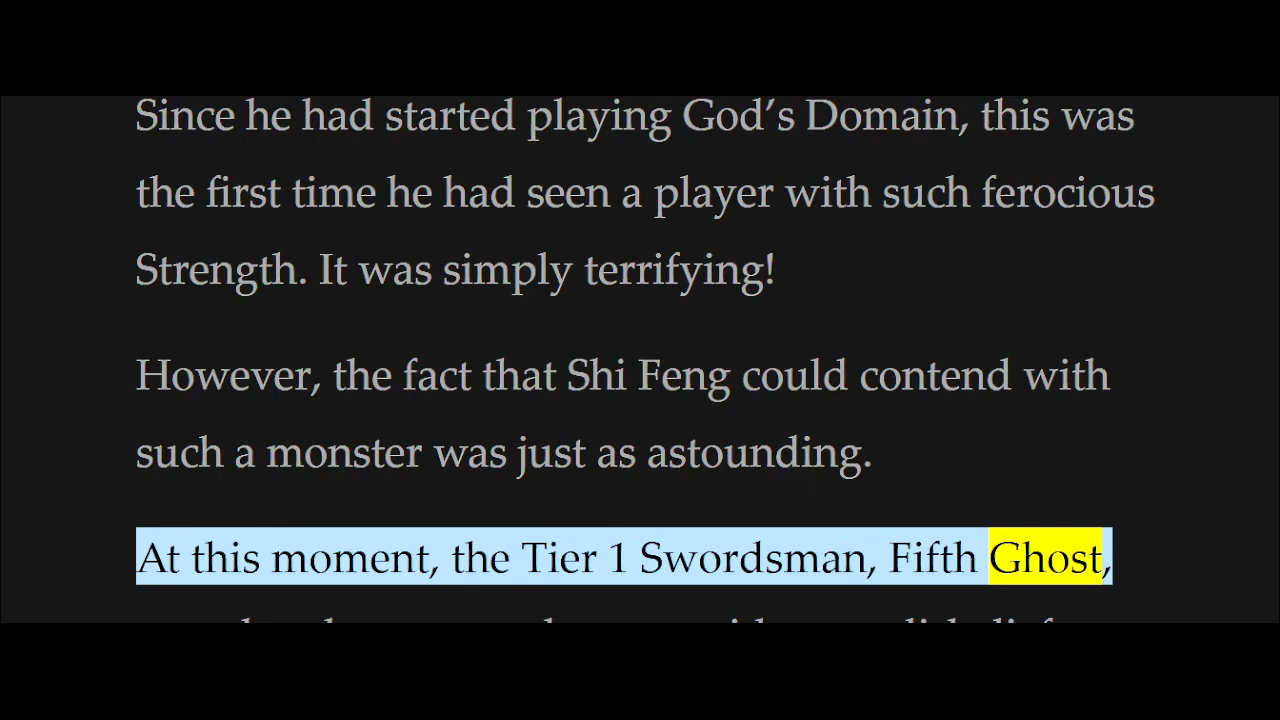 Since he had started playing God’s Domain, this was
the first time he had seen a player with such ferocious
Strength. It was simply terrifying!
However, the fact that Shi Feng could contend with
such a monster was just as astounding.
At this moment, the Tier 1 Swordsman, Fifth Ghost,